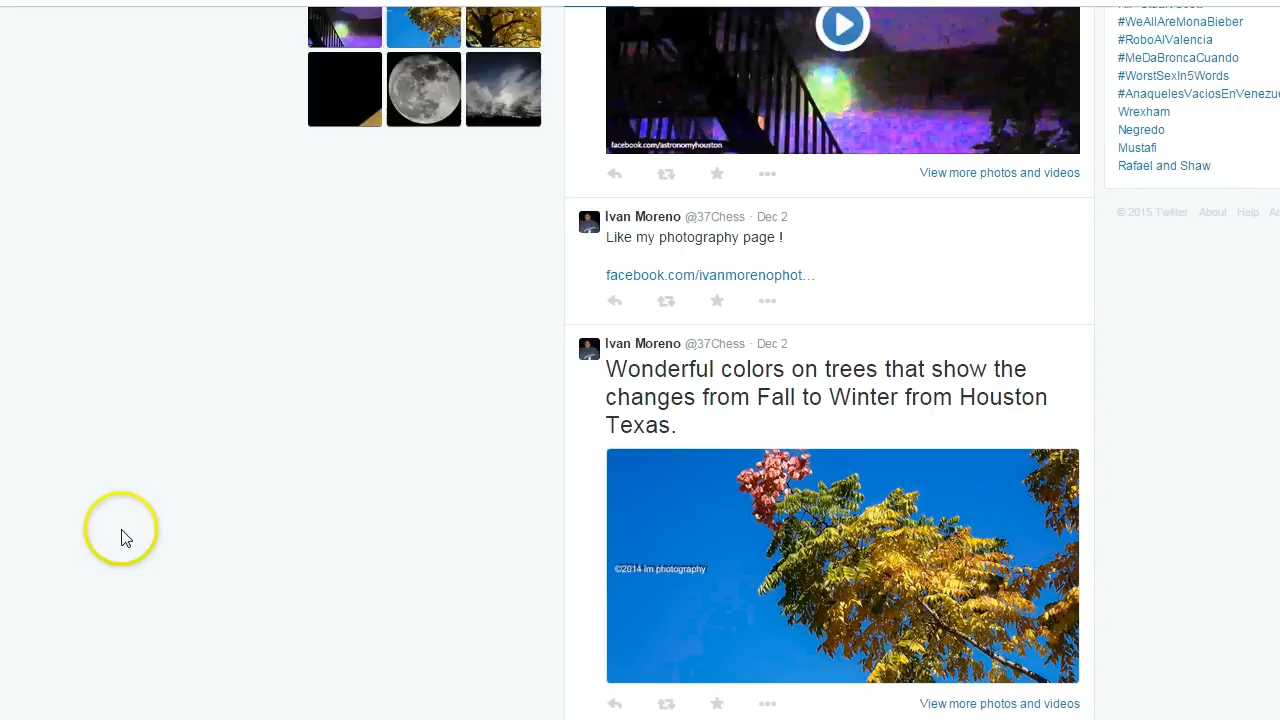 #WeAllAreMonaBieber
#RoboAlValencia
#MeDaBroncaCuando
#WorstSexIn5Words
#AnaquelesVaciosEnVenezue
Wrexham
Negredo
Mustafi
Rafael and Shaw
© 2015 Twitter About Help
facebook.com/astronomyhouston
View more photos and videos
Ivan Moreno @37Chess · Dec 2
Like my photography page !
facebook.com/ivanmorenophot…
Ivan Moreno @37Chess · Dec 2
Wonderful colors on trees that show the
changes from Fall to Winter from Houston
Texas.
©2014 im photography
View more photos and videos